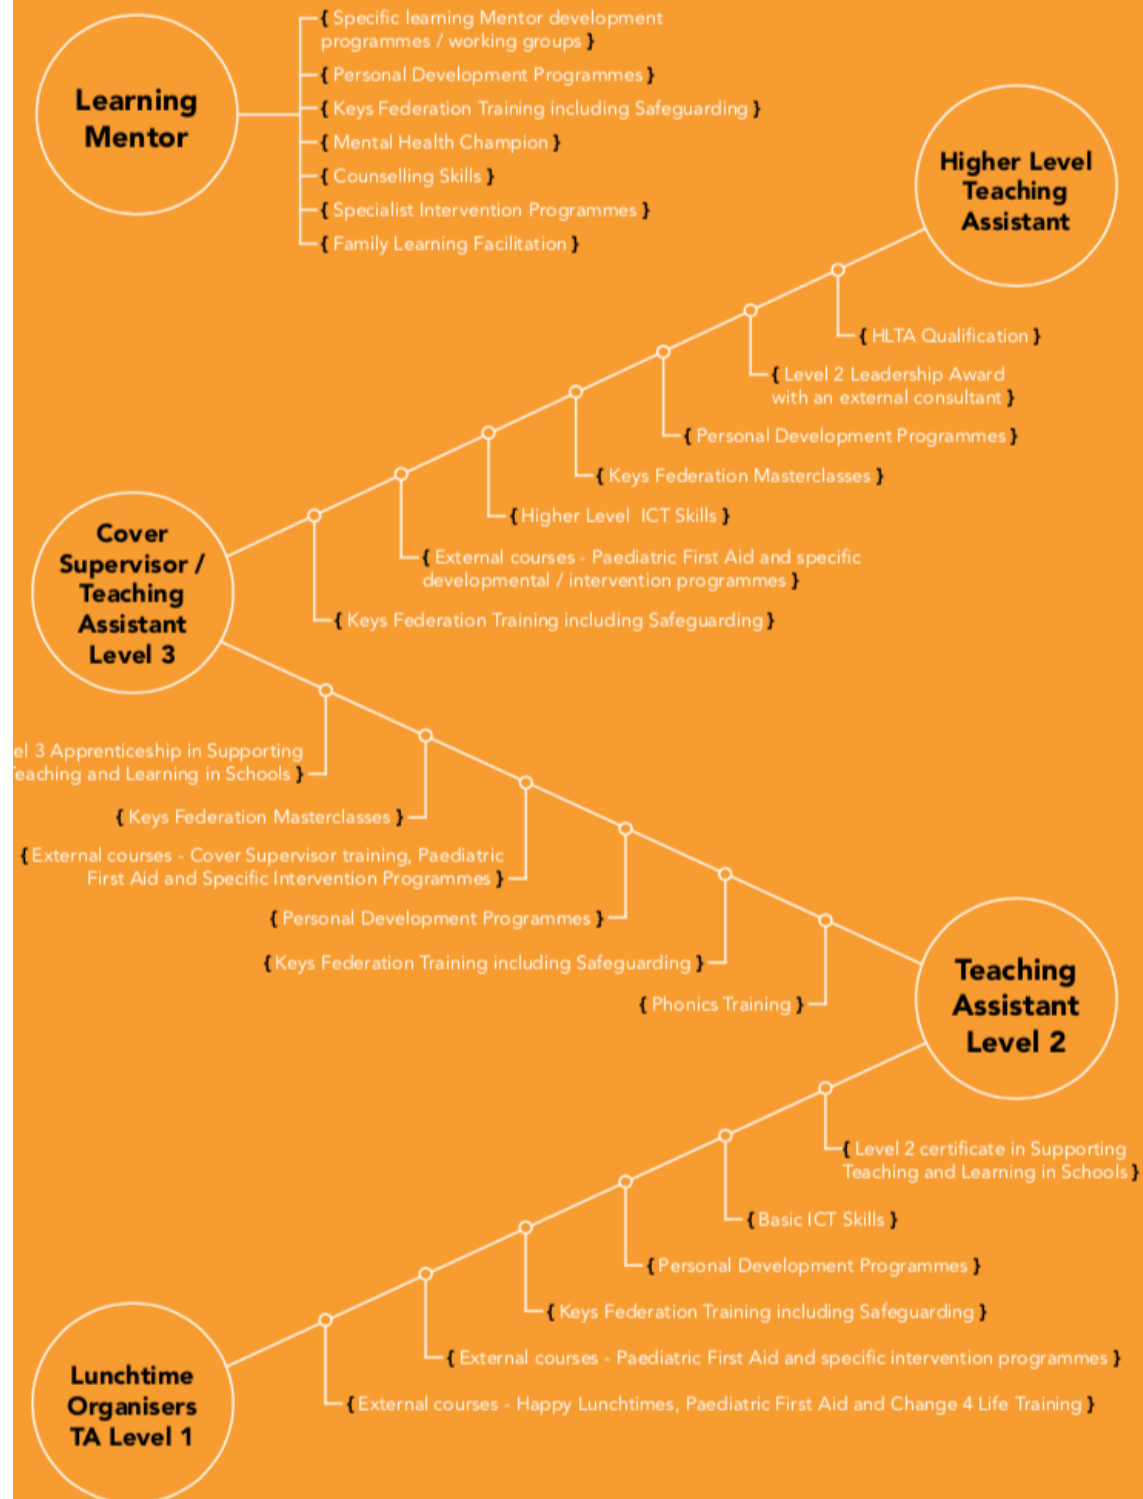 Learning
Mentor
{ Specific learning Mentor development
programmes / working groups }
{ Personal Development Programmes }
{ Keys Federation Training including Safeguarding }
{ Mental Health Champion }
{ Counselling Skills }
{ Specialist Intervention Programmes }
{ Family Learning Facilitation }
Higher Level
Teaching
Assistant
{ HLTA Qualification }
{ Level 2 Leadership Award
with an external consultant }
{ Personal Development Programmes }
{ Keys Federation Masterclasses }
{ Higher Level ICT Skills }
{ External courses - Paediatric First Aid and specific
developmental / intervention programmes }
{ Keys Federation Training including Safeguarding }
Cover
Supervisor /
Teaching
Assistant
Level 3
el 3 Apprenticeship in Supporting
eaching and Learning in Schools }
{ Keys Federation Masterclasses }
{ External courses - Cover Supervisor training, Paediatric
First Aid and Specific Intervention Programmes }
{ Personal Development Programmes }
{ Keys Federation Training including Safeguarding }
{ Phonics Training }
Teaching
Assistant
Level 2
{ Level 2 certificate in Supporting
Teaching and Learning in Schools }
{ Basic ICT Skills }
{ Personal Development Programmes }
{ Keys Federation Training including Safeguarding }
{ External courses - Paediatric First Aid and specific intervention programmes }
{ External courses - Happy Lunchtimes, Paediatric First Aid and Change 4 Life Training }
Lunchtime
Organisers
TA Level 1